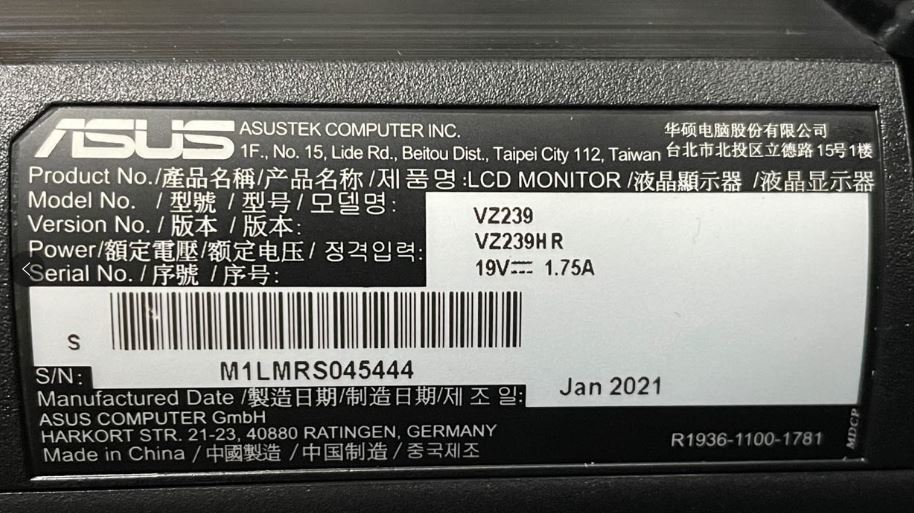 ASUS ASUSTEK COMPUTER INC. 华硕电脑股份有限公司
1F., No. 15, Lide Rd., Beitou Dist., Taipei City 112, Taiwan 台北市北投区立德路15号1楼
Product No./產品名稱/产品名称/제품명:LCD MONITOR/液晶顯示器/液晶显示器
Model No. /型號/型号/모델명: VZ239
Version No./版本/版本: VZ239HR
Power/額定電壓/额定电压/정격입력: 19V⎓ 1.75A
Serial No./序號/序号:
S
S/N: M1LMRS045444
Manufactured Date/製造日期/制造日期/제조일: Jan 2021
ASUS COMPUTER GmbH
HARKORT STR. 21-23, 40880 RATINGEN, GERMANY
Made in China/中國製造/中国制造/중국제조
R1936-1100-1781
MDCP